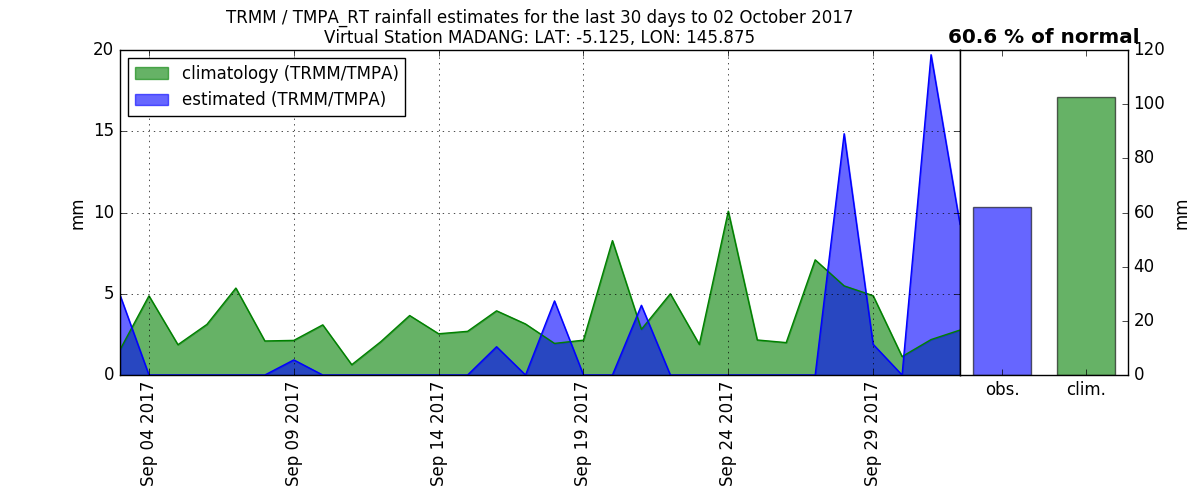 TRMM / TMPA_RT rainfall estimates for the last 30 days to 02 October 2017
Virtual Station MADANG: LAT: -5.125, LON: 145.875
60.6 % of normal
climatology (TRMM/TMPA)
estimated (TRMM/TMPA)
mm
20
15
10
5
0
Sep 04 2017
Sep 09 2017
Sep 14 2017
Sep 19 2017
Sep 24 2017
Sep 29 2017
obs.
clim.
120
100
80
60
40
20
0
mm